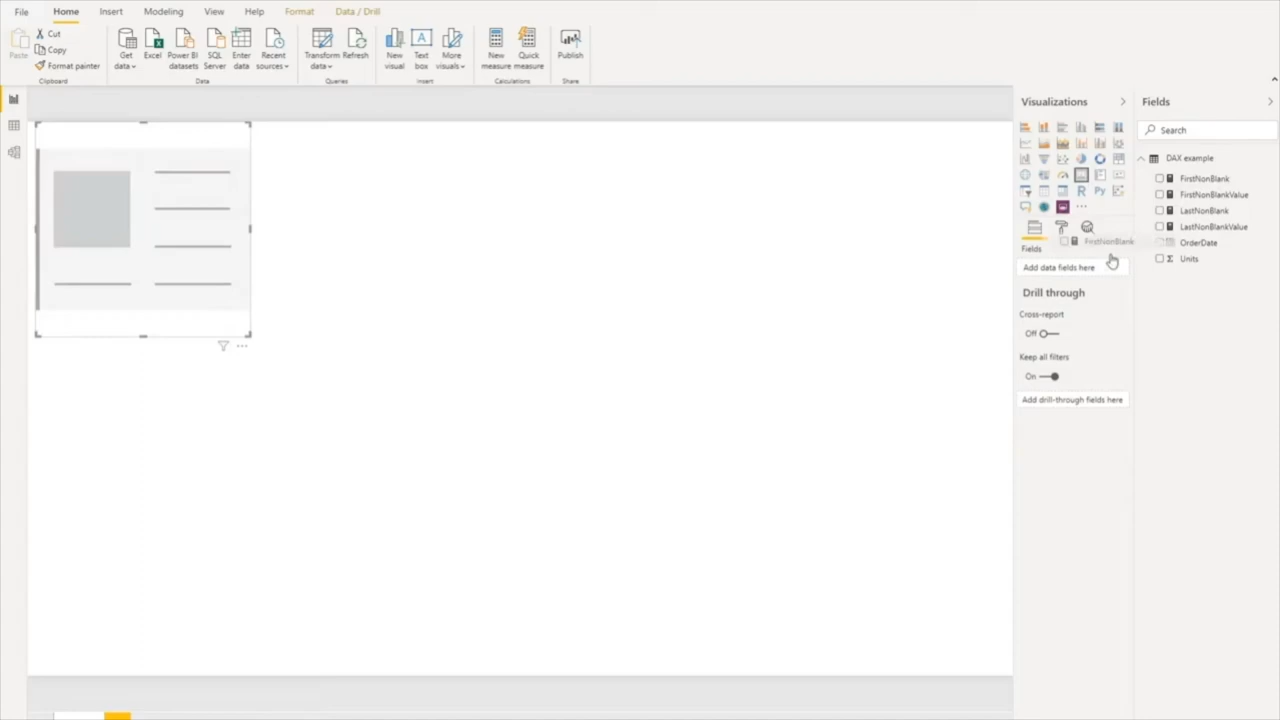 File Home Insert Modeling View Help Format Data / Drill
Paste
Cut
Copy
Format painter
Clipboard
Get data
Excel
Power BI datasets
SQL Server
Enter data
Recent sources
Data
Transform data
Refresh
Queries
New visual
Text box
More visuals
Insert
New measure
Quick measure
Calculations
Publish
Share
Visualizations
R Py
Fields
FirstNonBlank
Add data fields here
Drill through
Cross-report
Off
Keep all filters
On
Add drill-through fields here
Fields
Search
DAX example
FirstNonBlank
FirstNonBlankValue
LastNonBlank
LastNonBlankValue
OrderDate
Σ Units